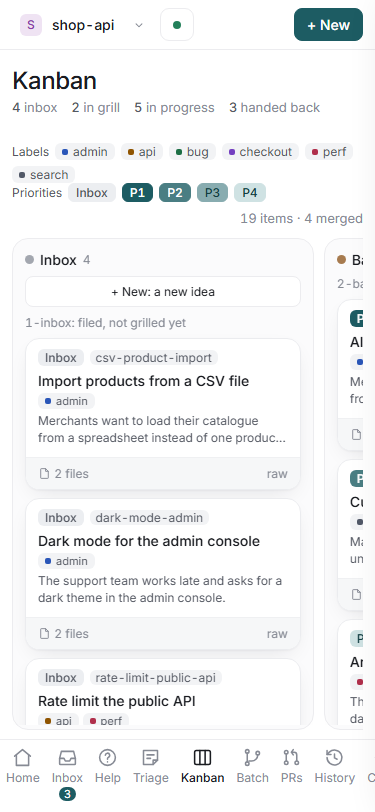 S shop-api + New
Kanban
4 inbox 2 in grill 5 in progress 3 handed back
Labels admin api bug checkout perf
search
Priorities Inbox P1 P2 P3 P4
19 items · 4 merged
Inbox 4
+ New: a new idea
1-inbox: filed, not grilled yet
Inbox csv-product-import
Import products from a CSV file
admin
Merchants want to load their catalogue
from a spreadsheet instead of one produc...
2 files raw
Inbox dark-mode-admin
Dark mode for the admin console
admin
The support team works late and asks for a
dark theme in the admin console.
2 files raw
Inbox rate-limit-public-api
Rate limit the public API
api perf
Home Inbox Help Triage Kanban Batch PRs History
3